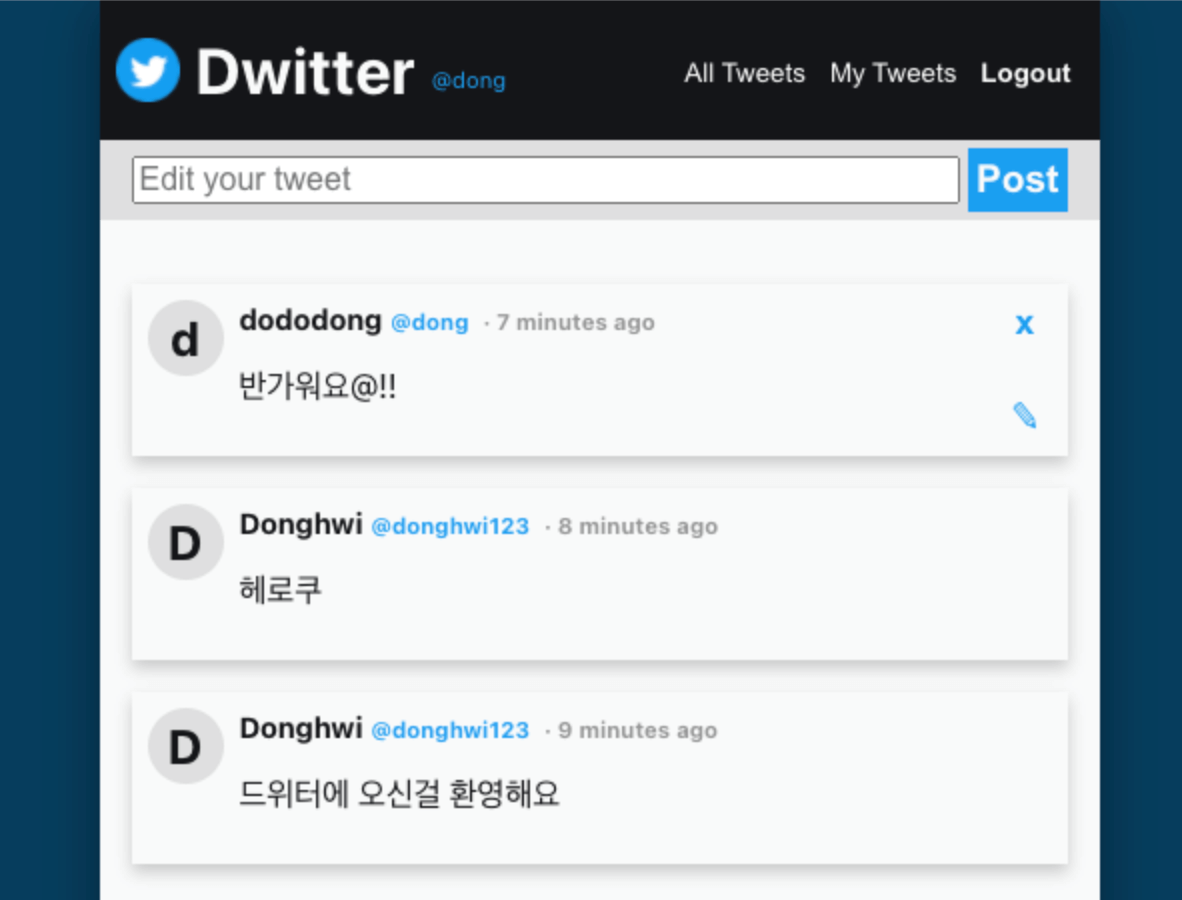 Dwitter @dong All Tweets My Tweets Logout
Edit your tweet Post
d dododong @dong · 7 minutes ago x
반가워요@!!
D Donghwi @donghwi123 · 8 minutes ago
헤로쿠
D Donghwi @donghwi123 · 9 minutes ago
드위터에 오신걸 환영해요